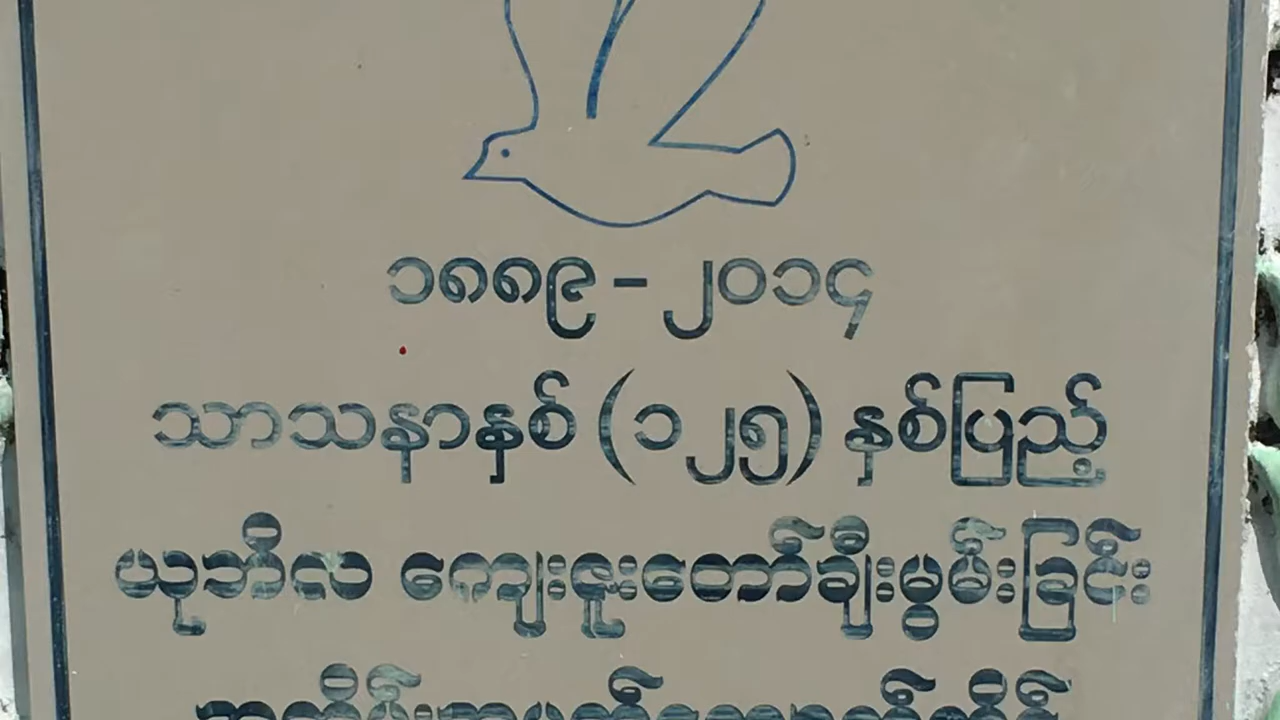 ၁၈၈၉ – ၂၀၁၄
သာသနာနှစ် (၁၂၅) နှစ်ပြည့်
ယုဘိလ ကျေးဇူးတော်ချီးမွမ်းခြင်း